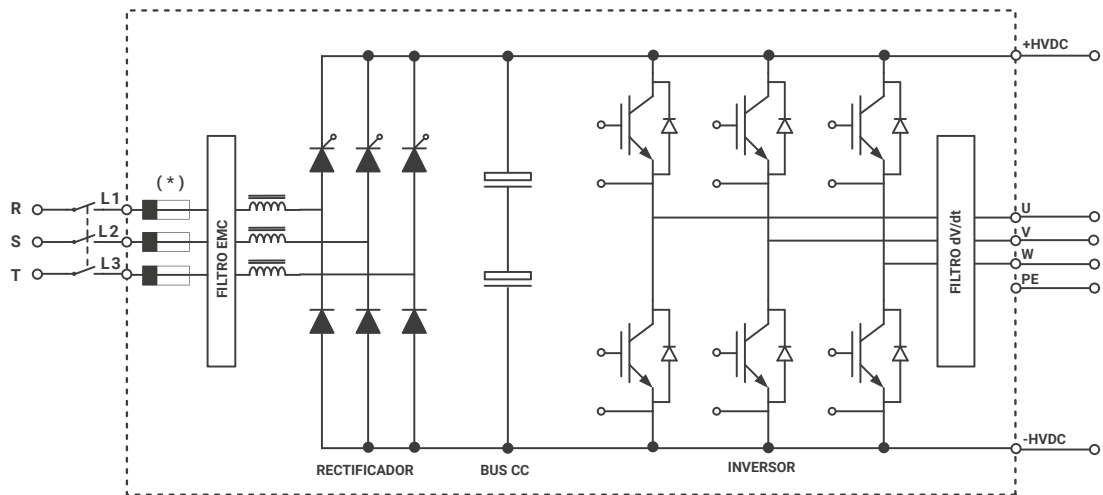 +HVDC
(*)
R
L1
S
L2
T
L3
FILTRO EMC
FILTRO dV/dt
U
V
W
PE
-HVDC
RECTIFICADOR
BUS CC
INVERSOR